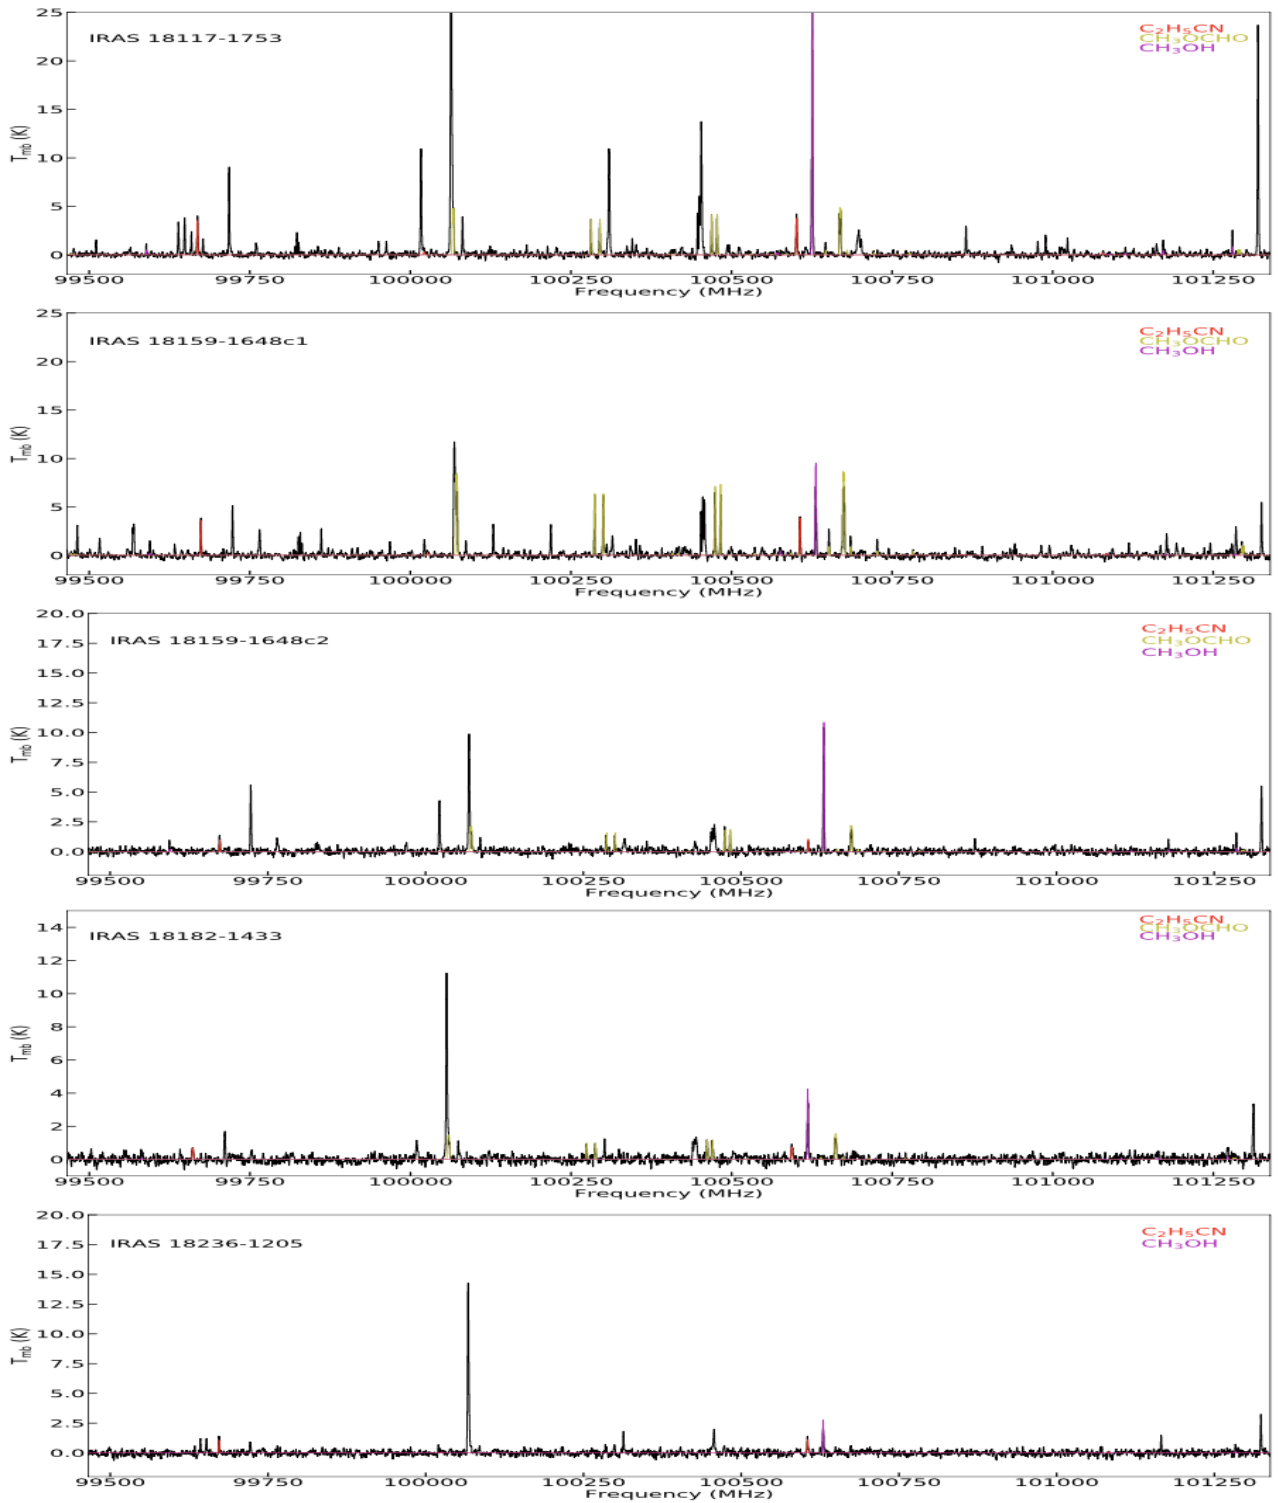 25
IRAS 18117-1753
C₂H₅CN
CH₃OCHO
CH₃OH
20
15
10
5
0
T_mb (K)
99500 99750 100000 100250 100500 100750 101000 101250
Frequency (MHz)
25
IRAS 18159-1648c1
C₂H₅CN
CH₃OCHO
CH₃OH
20
15
10
5
0
T_mb (K)
99500 99750 100000 100250 100500 100750 101000 101250
Frequency (MHz)
20.0
IRAS 18159-1648c2
C₂H₅CN
CH₃OCHO
CH₃OH
17.5
15.0
12.5
10.0
7.5
5.0
2.5
0.0
T_mb (K)
99500 99750 100000 100250 100500 100750 101000 101250
Frequency (MHz)
14
IRAS 18182-1433
C₂H₅CN
CH₃OCHO
CH₃OH
12
10
8
6
4
2
0
T_mb (K)
99500 99750 100000 100250 100500 100750 101000 101250
Frequency (MHz)
20.0
IRAS 18236-1205
C₂H₅CN
CH₃OH
17.5
15.0
12.5
10.0
7.5
5.0
2.5
0.0
T_mb (K)
99500 99750 100000 100250 100500 100750 101000 101250
Frequency (MHz)